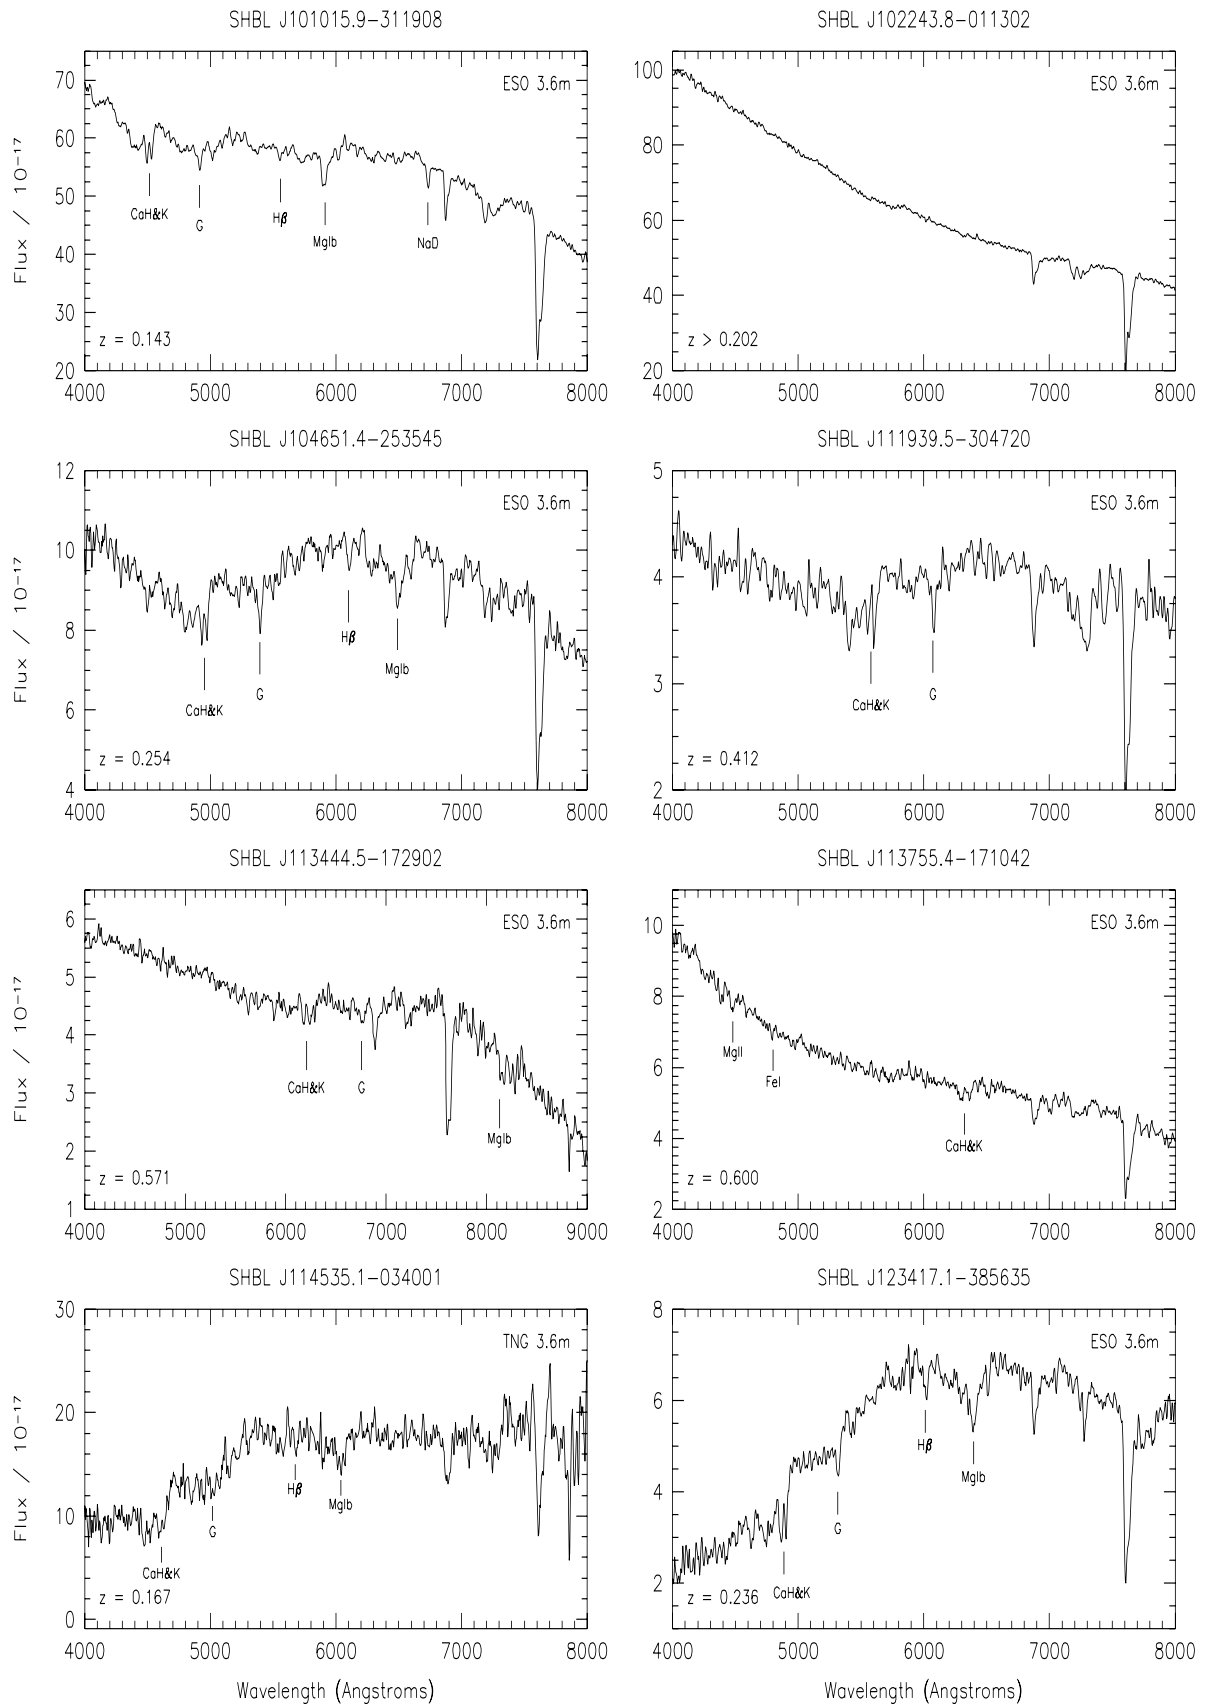 SHBL J101015.9-311908 SHBL J102243.8-011302
70 ESO 3.6m
60
50
40
30
20
CaH&K G Hβ MgIb NaD
z = 0.143
4000 5000 6000 7000 8000
Flux / 10⁻¹⁷
100 ESO 3.6m
80
60
40
20
z > 0.202
4000 5000 6000 7000 8000
SHBL J104651.4-253545 SHBL J111939.5-304720
12 ESO 3.6m
10
8
6
4
CaH&K G Hβ MgIb
z = 0.254
4000 5000 6000 7000 8000
Flux / 10⁻¹⁷
5 ESO 3.6m
4
3
2
CaH&K G
z = 0.412
4000 5000 6000 7000 8000
SHBL J113444.5-172902 SHBL J113755.4-171042
6 ESO 3.6m
5
4
3
2
1
CaH&K G MgIb
z = 0.571
4000 5000 6000 7000 8000 9000
Flux / 10⁻¹⁷
10 ESO 3.6m
8
6
4
2
MgII FeI CaH&K
z = 0.600
4000 5000 6000 7000 8000
SHBL J114535.1-034001 SHBL J123417.1-385635
30 TNG 3.6m
20
10
0
CaH&K G Hβ MgIb
z = 0.167
4000 5000 6000 7000 8000
Flux / 10⁻¹⁷
Wavelength (Angstroms)
8 ESO 3.6m
6
4
2
CaH&K G Hβ MgIb
z = 0.236
4000 5000 6000 7000 8000
Wavelength (Angstroms)